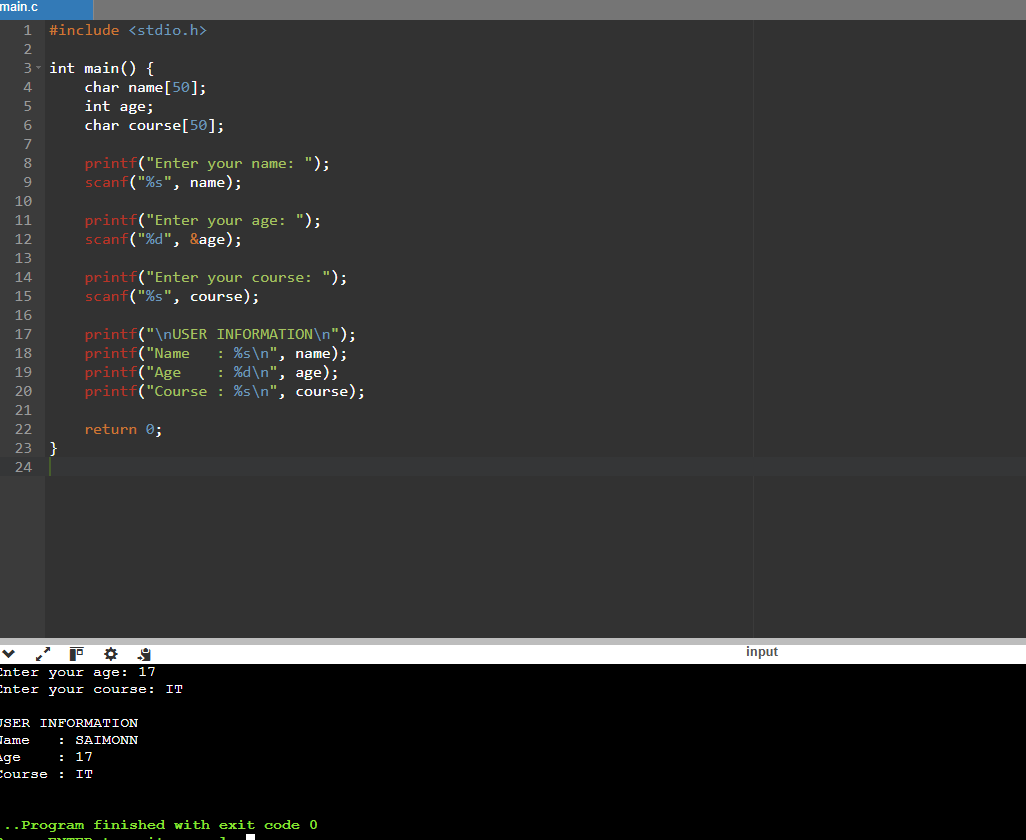 main.c
1 #include <stdio.h>
2
3 int main() {
4     char name[50];
5     int age;
6     char course[50];
7
8     printf("Enter your name: ");
9     scanf("%s", name);
10
11     printf("Enter your age: ");
12     scanf("%d", &age);
13
14     printf("Enter your course: ");
15     scanf("%s", course);
16
17     printf("\nUSER INFORMATION\n");
18     printf("Name   : %s\n", name);
19     printf("Age    : %d\n", age);
20     printf("Course : %s\n", course);
21
22     return 0;
23 }
24
input
Enter your age: 17
Enter your course: IT
USER INFORMATION
Name   : SAIMONN
Age    : 17
Course : IT
...Program finished with exit code 0